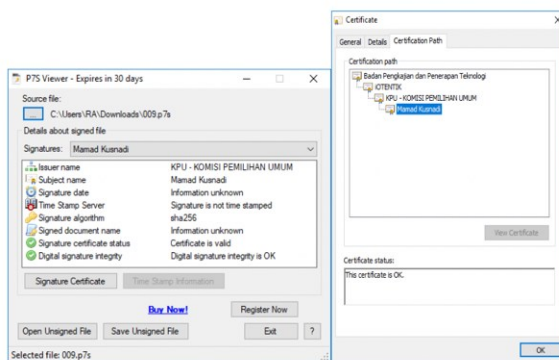 P7S Viewer - Expires in 30 days
Source file:
... C:\Users\RA\Downloads\009.p7s
Details about signed file
Signatures: Mamad Kusnadi
Issuer name KPU - KOMISI PEMILIHAN UMUM
Subject name Mamad Kusnadi
Signature date Information unknown
Time Stamp Server Signature is not time stamped
Signature algorithm sha256
Signed document name Information unknown
Signature certificate status Certificate is valid
Digital signature integrity Digital signature integrity is OK
Signature Certificate Time Stamp Information
Buy Now! Register Now
Open Unsigned File Save Unsigned File Exit ?
Selected file: 009.p7s
Certificate
General Details Certification Path
Certification path
Badan Pengkajian dan Penerapan Teknologi
iOTENTIK
KPU - KOMISI PEMILIHAN UMUM
Mamad Kusnadi
View Certificate
Certificate status:
This certificate is OK.
OK